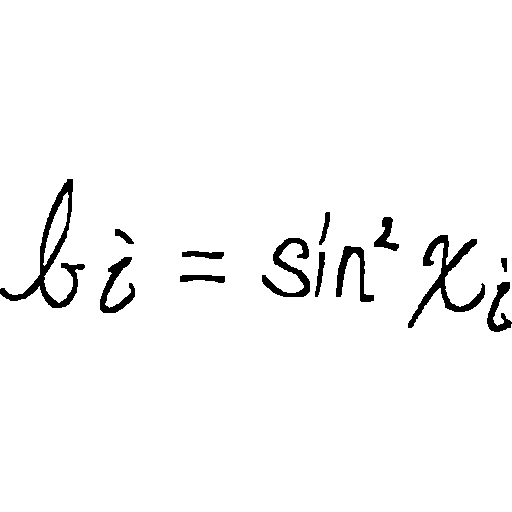 bᵢ = sin² xᵢ